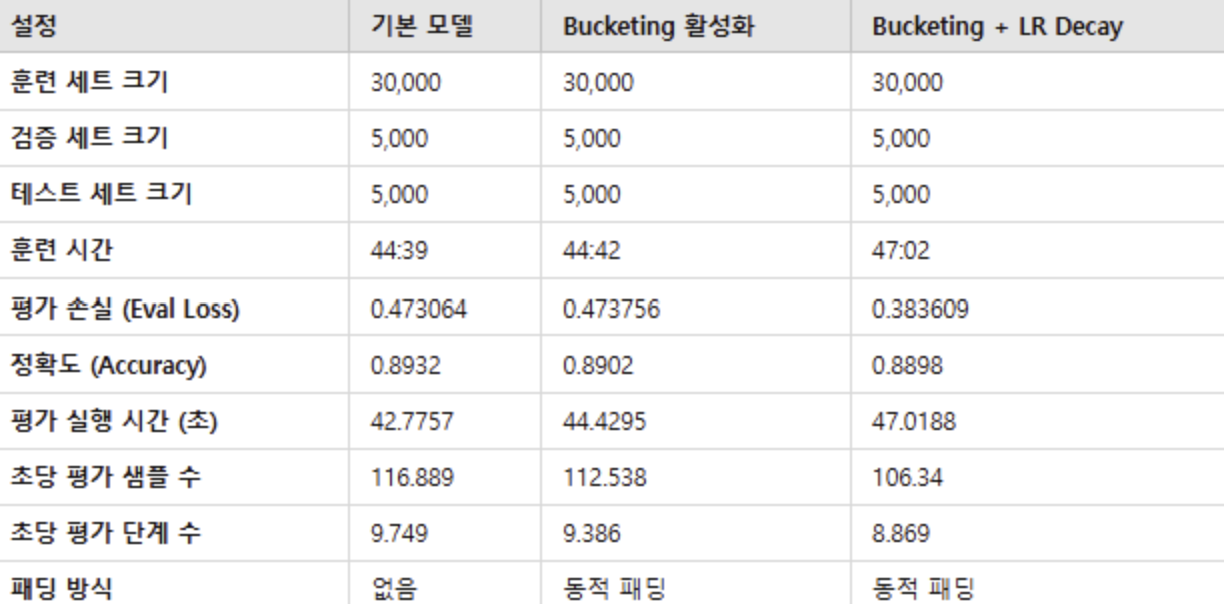 설정 기본 모델 Bucketing 활성화 Bucketing + LR Decay
훈련 세트 크기 30,000 30,000 30,000
검증 세트 크기 5,000 5,000 5,000
테스트 세트 크기 5,000 5,000 5,000
훈련 시간 44:39 44:42 47:02
평가 손실 (Eval Loss) 0.473064 0.473756 0.383609
정확도 (Accuracy) 0.8932 0.8902 0.8898
평가 실행 시간 (초) 42.7757 44.4295 47.0188
초당 평가 샘플 수 116.889 112.538 106.34
초당 평가 단계 수 9.749 9.386 8.869
패딩 방식 없음 동적 패딩 동적 패딩